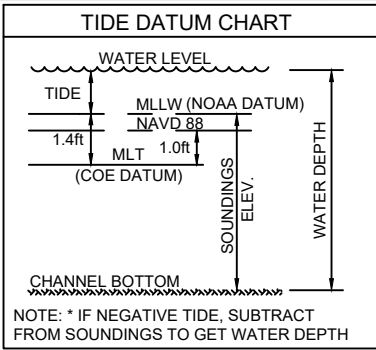 TIDE DATUM CHART
WATER LEVEL
TIDE
MLLW (NOAA DATUM)
NAVD 88
1.4ft
1.0ft
MLT
(COE DATUM)
SOUNDINGS
ELEV.
WATER DEPTH
CHANNEL BOTTOM
NOTE: * IF NEGATIVE TIDE, SUBTRACT
FROM SOUNDINGS TO GET WATER DEPTH